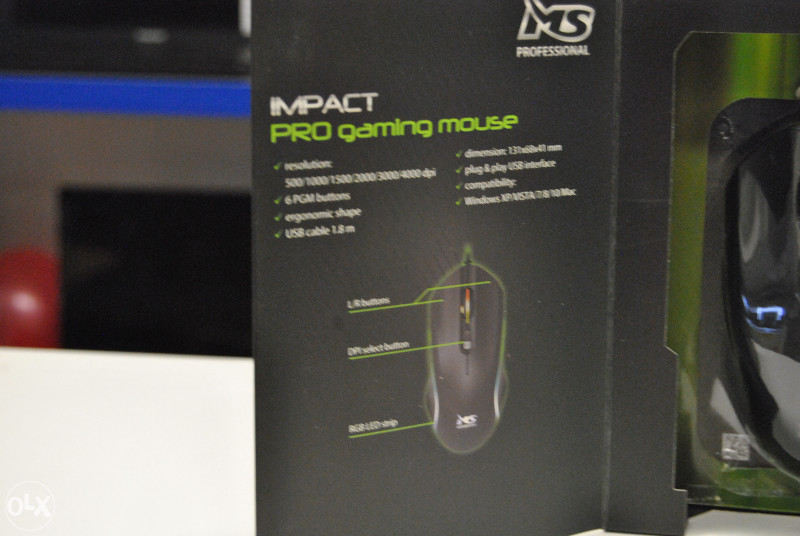 MS
PROFESSIONAL
IMPACT
PRO gaming mouse
✓ resolution:
500/1000/1500/2000/3000/4000 dpi
✓ 6 PGM buttons
✓ ergonomic shape
✓ USB cable 1.8 m
✓ dimension: 131x68x41 mm
✓ plug & play USB interface
✓ compatibility:
✓ Windows XP/VISTA/7/8/10/Mac
L/R buttons
DPI select button
RGB LED strip
MS
OLX